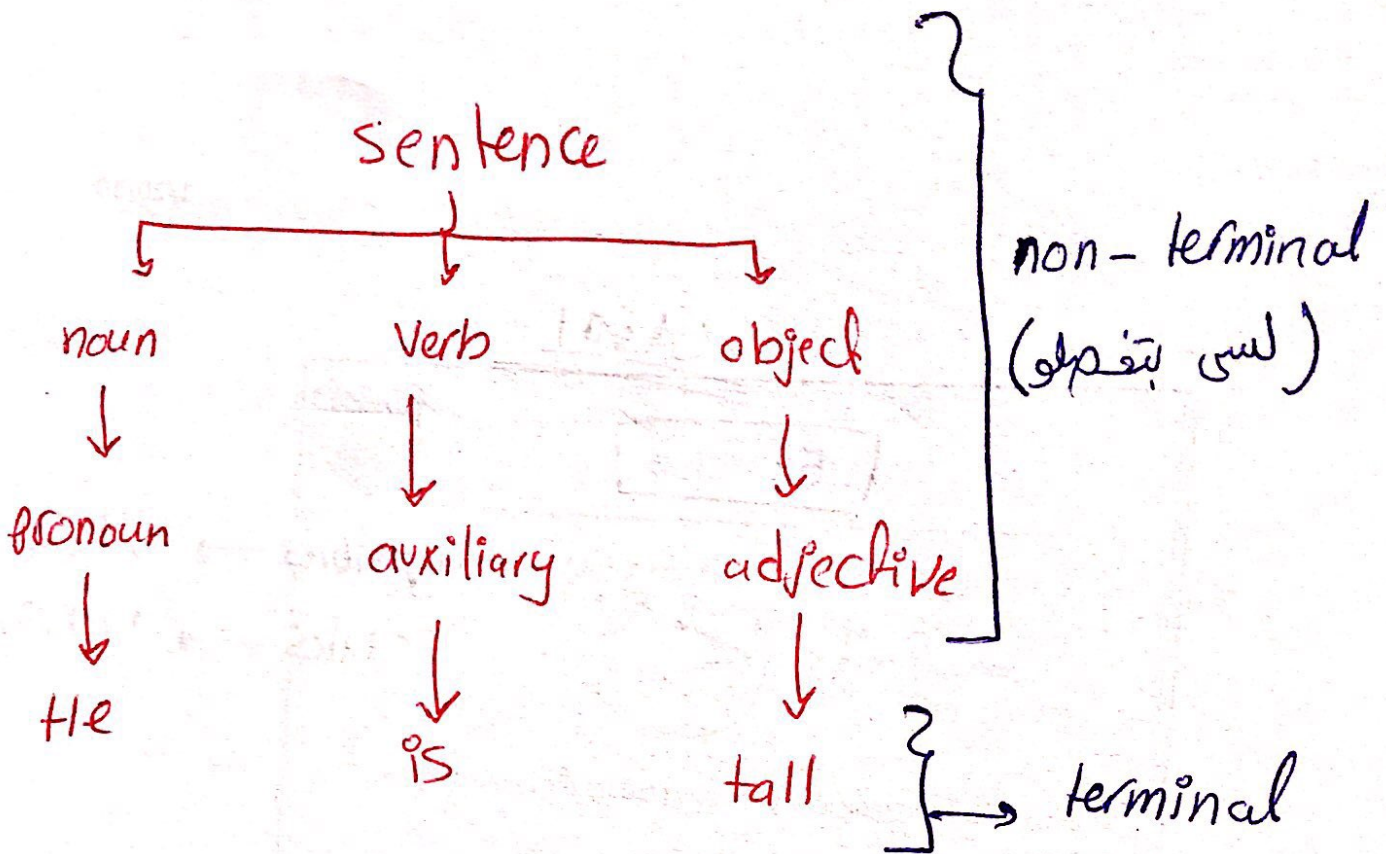 sentence
noun verb object
pronoun auxiliary adjective
He is tall
non-terminal
(لسى بتفصلو)
terminal